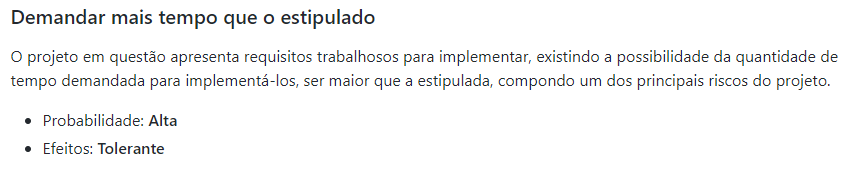 Demandar mais tempo que o estipulado
O projeto em questão apresenta requisitos trabalhosos para implementar, existindo a possibilidade da quantidade de
tempo demandada para implementá-los, ser maior que a estipulada, compondo um dos principais riscos do projeto.
• Probabilidade: Alta
• Efeitos: Tolerante